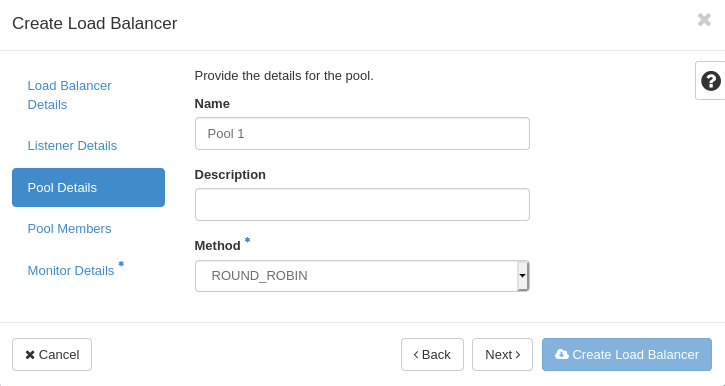 Create Load Balancer
Load Balancer
Details
Listener Details
Pool Details
Pool Members
Monitor Details *
Provide the details for the pool.
Name
Pool 1
Description
Method *
ROUND_ROBIN
Cancel
Back
Next
Create Load Balancer